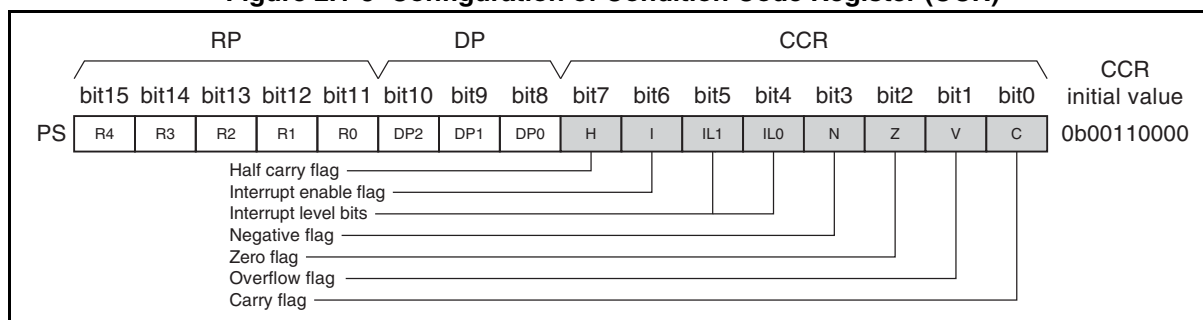 Figure 2.1-3 Configuration of Condition Code Register (CCR)
RP DP CCR
CCR
bit15 bit14 bit13 bit12 bit11 bit10 bit9 bit8 bit7 bit6 bit5 bit4 bit3 bit2 bit1 bit0 initial value
PS R4 R3 R2 R1 R0 DP2 DP1 DP0 H I IL1 IL0 N Z V C 0b00110000
Half carry flag
Interrupt enable flag
Interrupt level bits
Negative flag
Zero flag
Overflow flag
Carry flag